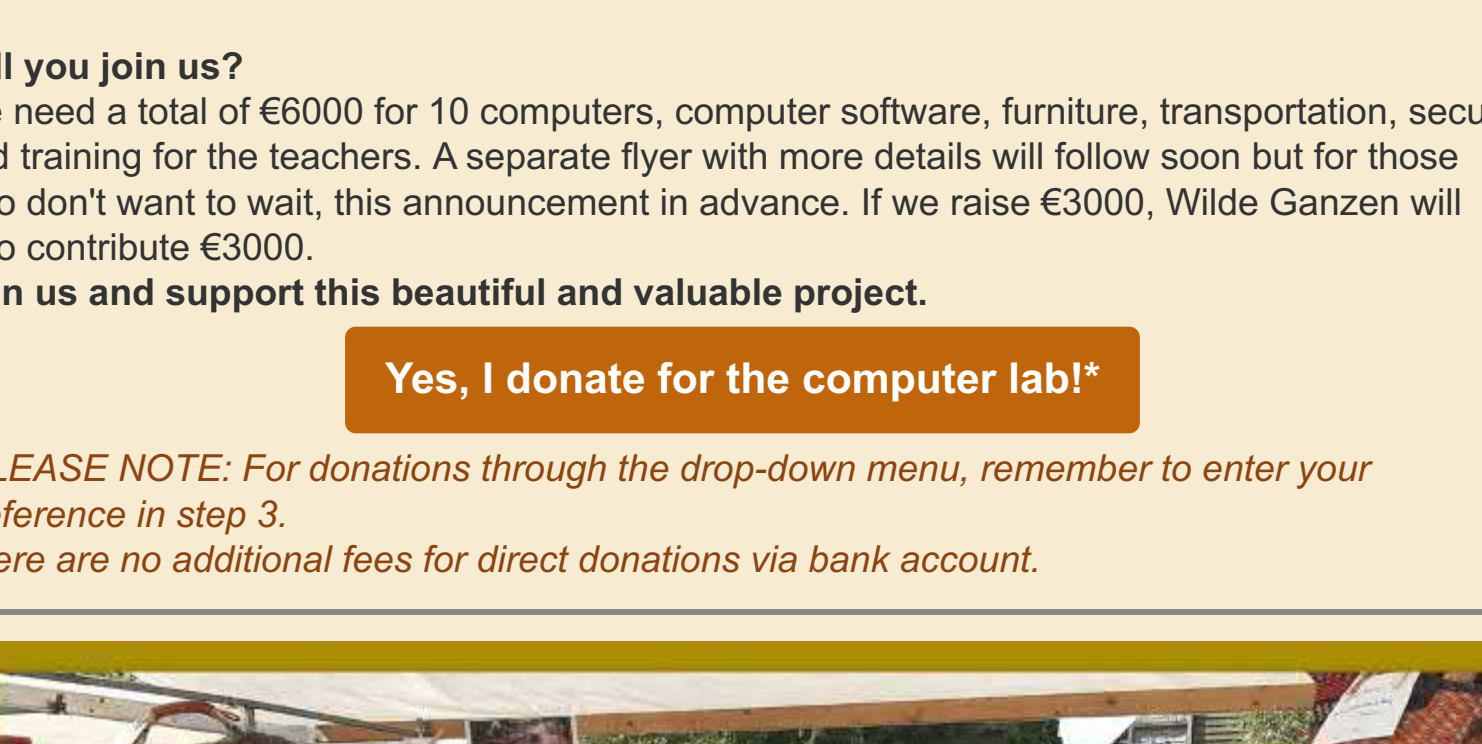 ll you join us?
e need a total of €6000 for 10 computers, computer software, furniture, transportation, secu
d training for the teachers. A separate flyer with more details will follow soon but for those
o don't want to wait, this announcement in advance. If we raise €3000, Wilde Ganzen will
o contribute €3000.
n us and support this beautiful and valuable project.
Yes, I donate for the computer lab!*
LEASE NOTE: For donations through the drop-down menu, remember to enter your
ference in step 3.
ere are no additional fees for direct donations via bank account.